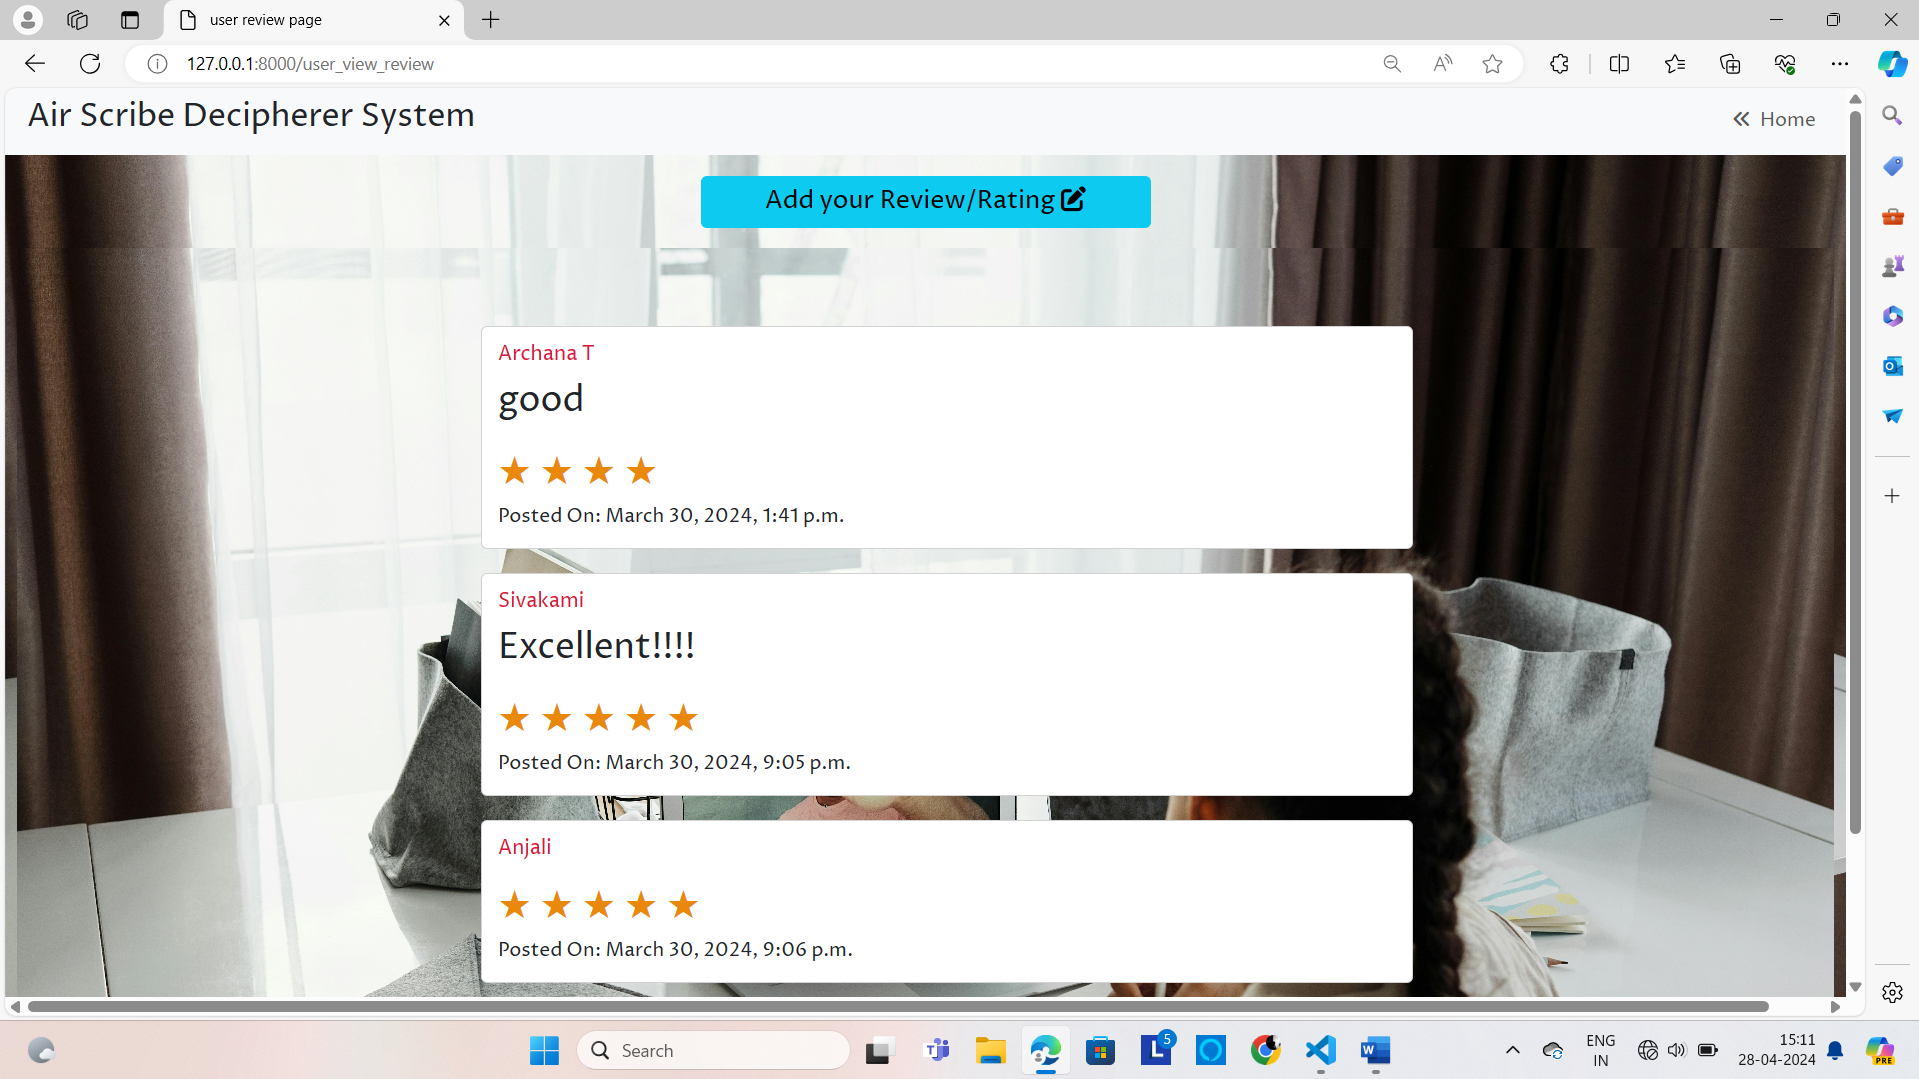 user review page
127.0.0.1:8000/user_view_review
Air Scribe Decipherer System
Home
Add your Review/Rating
Archana T
good
Posted On: March 30, 2024, 1:41 p.m.
Sivakami
Excellent!!!!
Posted On: March 30, 2024, 9:05 p.m.
Anjali
Posted On: March 30, 2024, 9:06 p.m.
Search
5
ENG
IN
15:11
28-04-2024
PRE